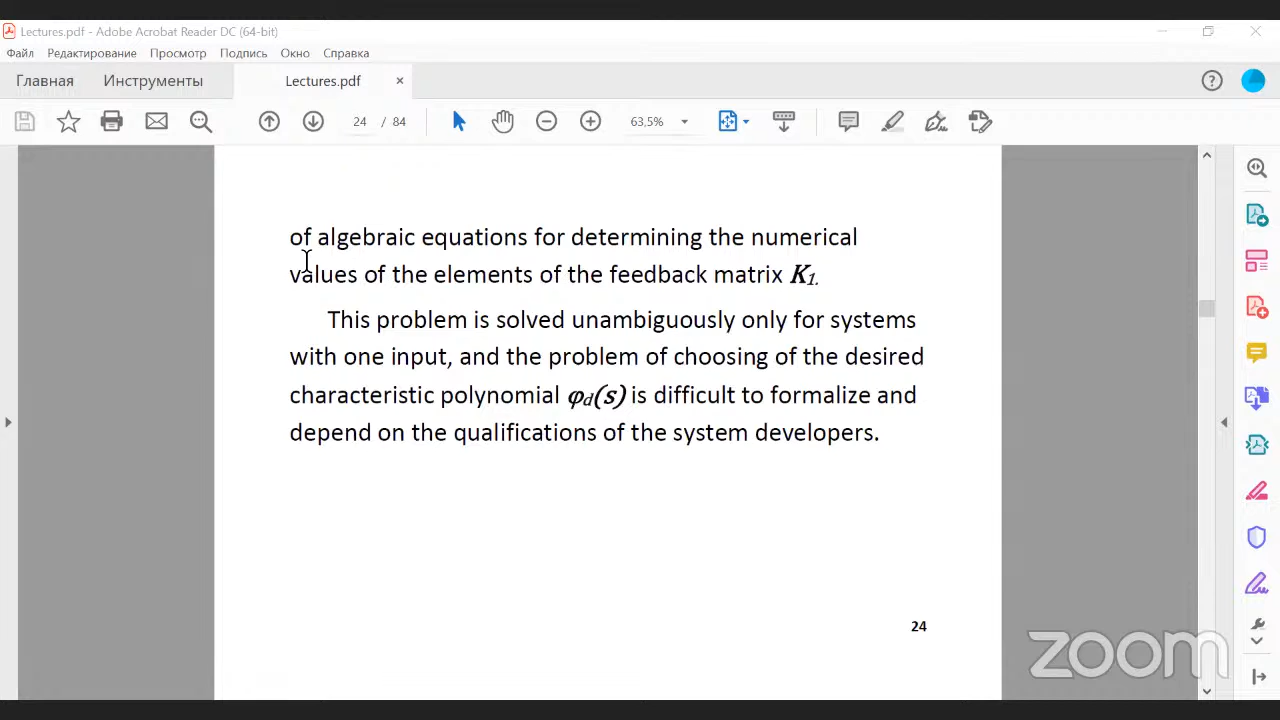 Lectures.pdf - Adobe Acrobat Reader DC (64-bit)
Файл Редактирование Просмотр Подпись Окно Справка
Главная Инструменты Lectures.pdf ×
24 / 84 63,5%
of algebraic equations for determining the numerical
values of the elements of the feedback matrix K1.
This problem is solved unambiguously only for systems
with one input, and the problem of choosing of the desired
characteristic polynomial φd(s) is difficult to formalize and
depend on the qualifications of the system developers.
24
zoom